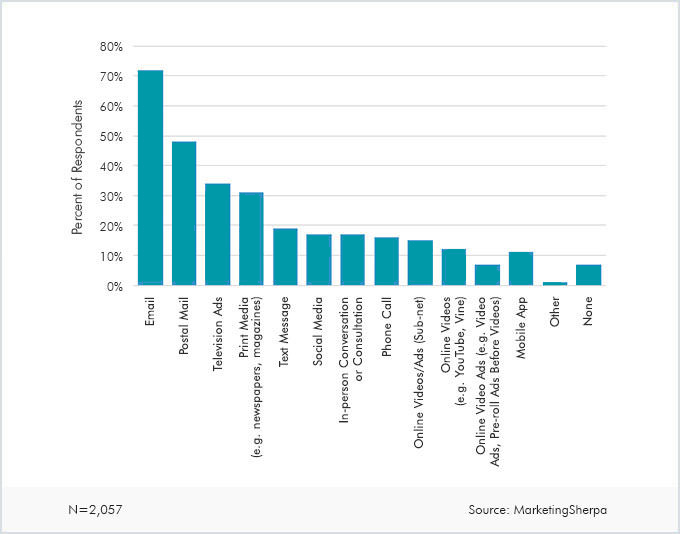 80%
70%
60%
50%
40%
30%
20%
10%
0%
Percent of Respondents
Email
Postal Mail
Television Ads
Print Media
(e.g. newspapers, magazines)
Text Message
Social Media
In-person Conversation
or Consultation
Phone Call
Online Videos/Ads (Sub-net)
Online Videos
(e.g. YouTube, Vine)
Online Video Ads (e.g. Video
Ads, Pre-roll Ads Before Videos)
Mobile App
Other
None
N=2,057
Source: MarketingSherpa